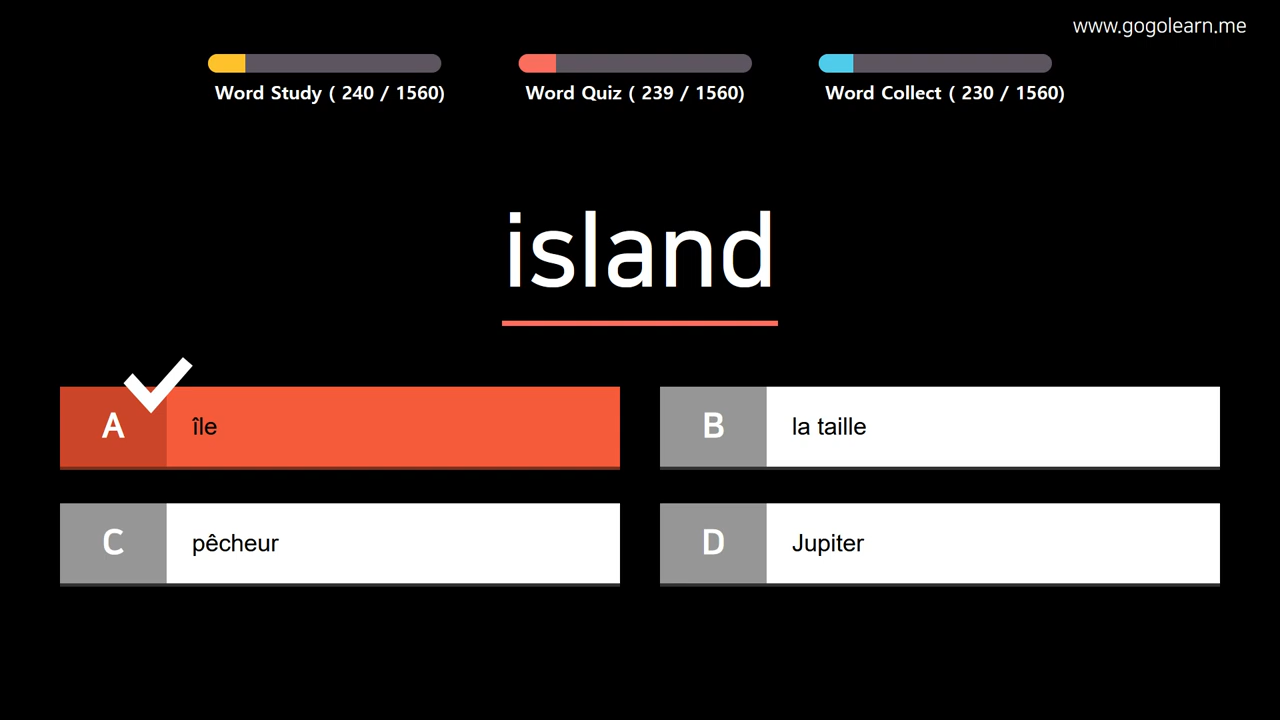 www.gogolearn.me
Word Study ( 240 / 1560)
Word Quiz ( 239 / 1560)
Word Collect ( 230 / 1560)
island
A
île
B
la taille
C
pêcheur
D
Jupiter